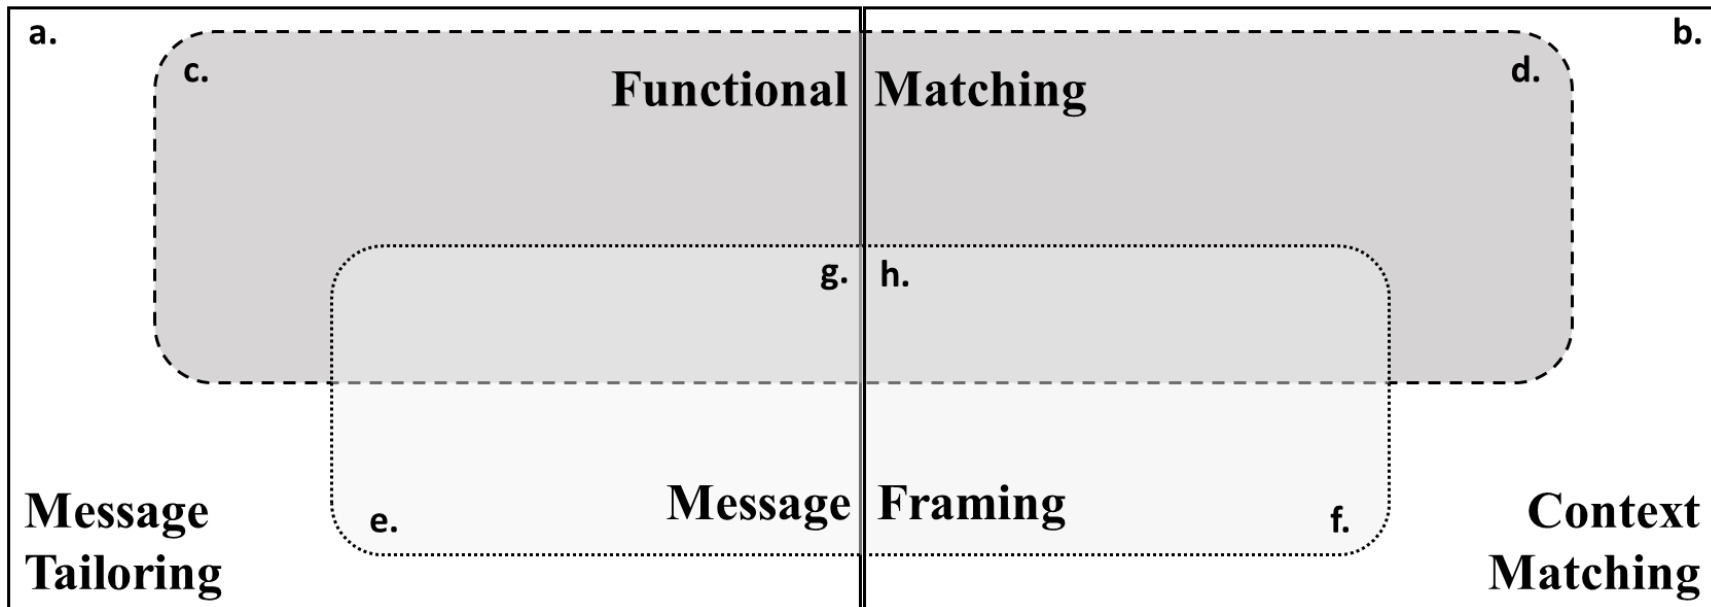 a.
b.
c.
d.
Functional Matching
g.
h.
Message Framing
e.
f.
Message
Tailoring
Context
Matching